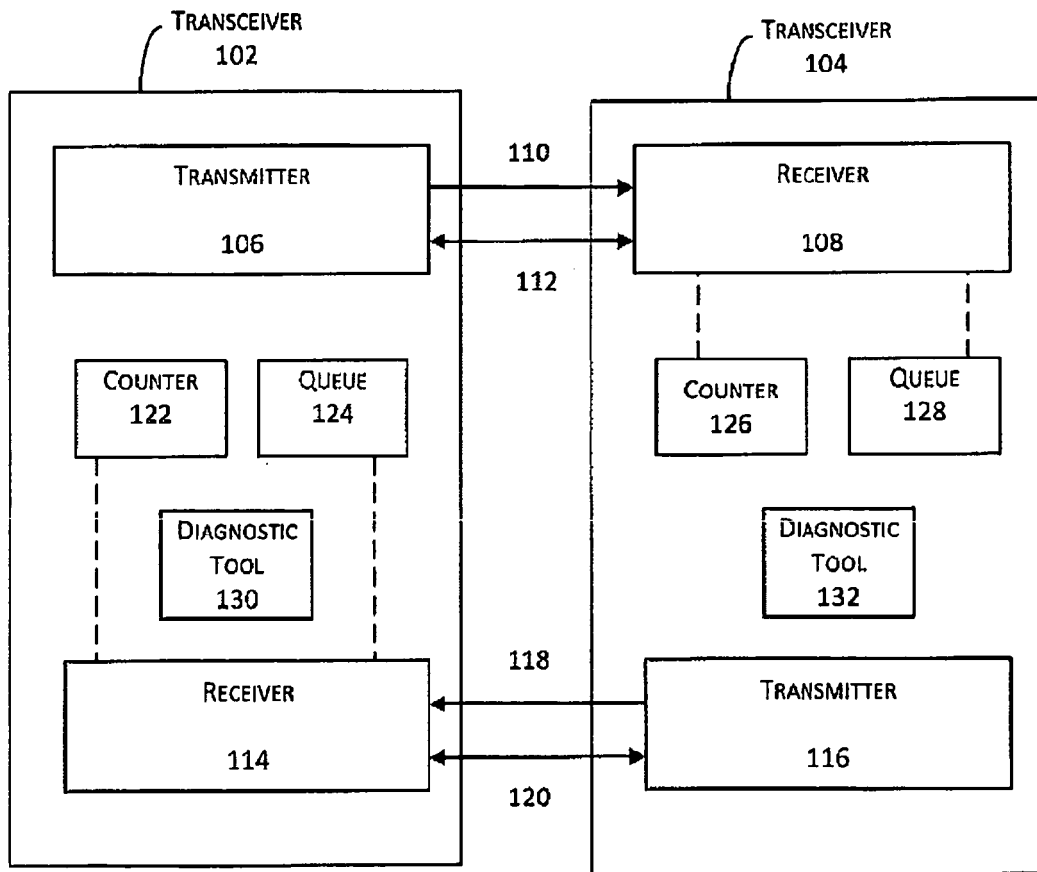 TRANSCEIVER
102
TRANSCEIVER
104
TRANSMITTER
106
110
112
RECEIVER
108
COUNTER
122
QUEUE
124
COUNTER
126
QUEUE
128
DIAGNOSTIC
TOOL
130
DIAGNOSTIC
TOOL
132
RECEIVER
114
118
120
TRANSMITTER
116